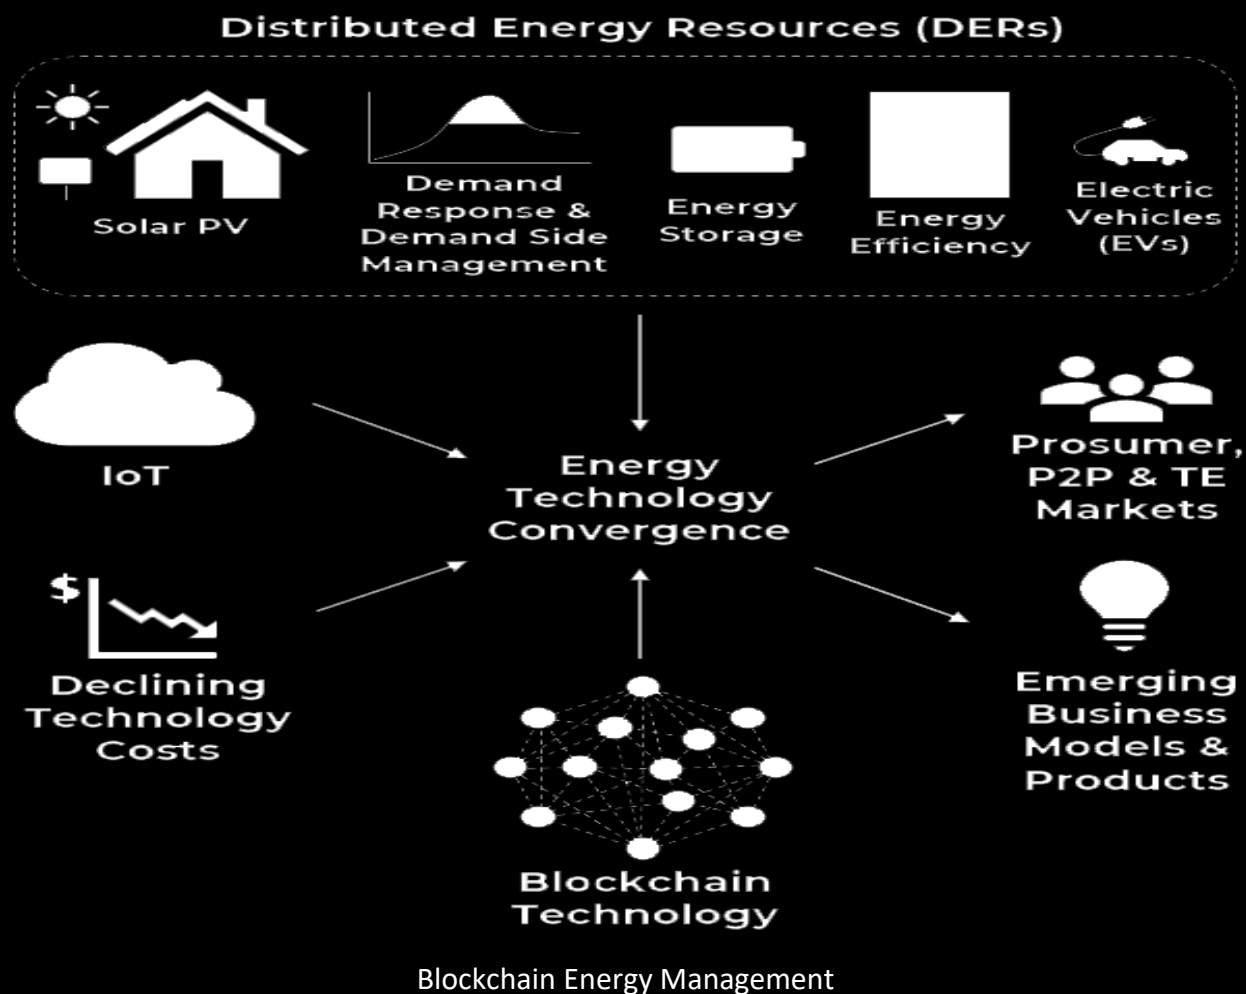 Distributed Energy Resources (DERs)
Solar PV
Demand
Response &
Demand Side
Management
Energy
Storage
Energy
Efficiency
Electric
Vehicles
(EVs)
IoT
Energy
Technology
Convergence
Prosumer,
P2P & TE
Markets
$
Declining
Technology
Costs
Emerging
Business
Models &
Products
Blockchain
Technology
Blockchain Energy Management